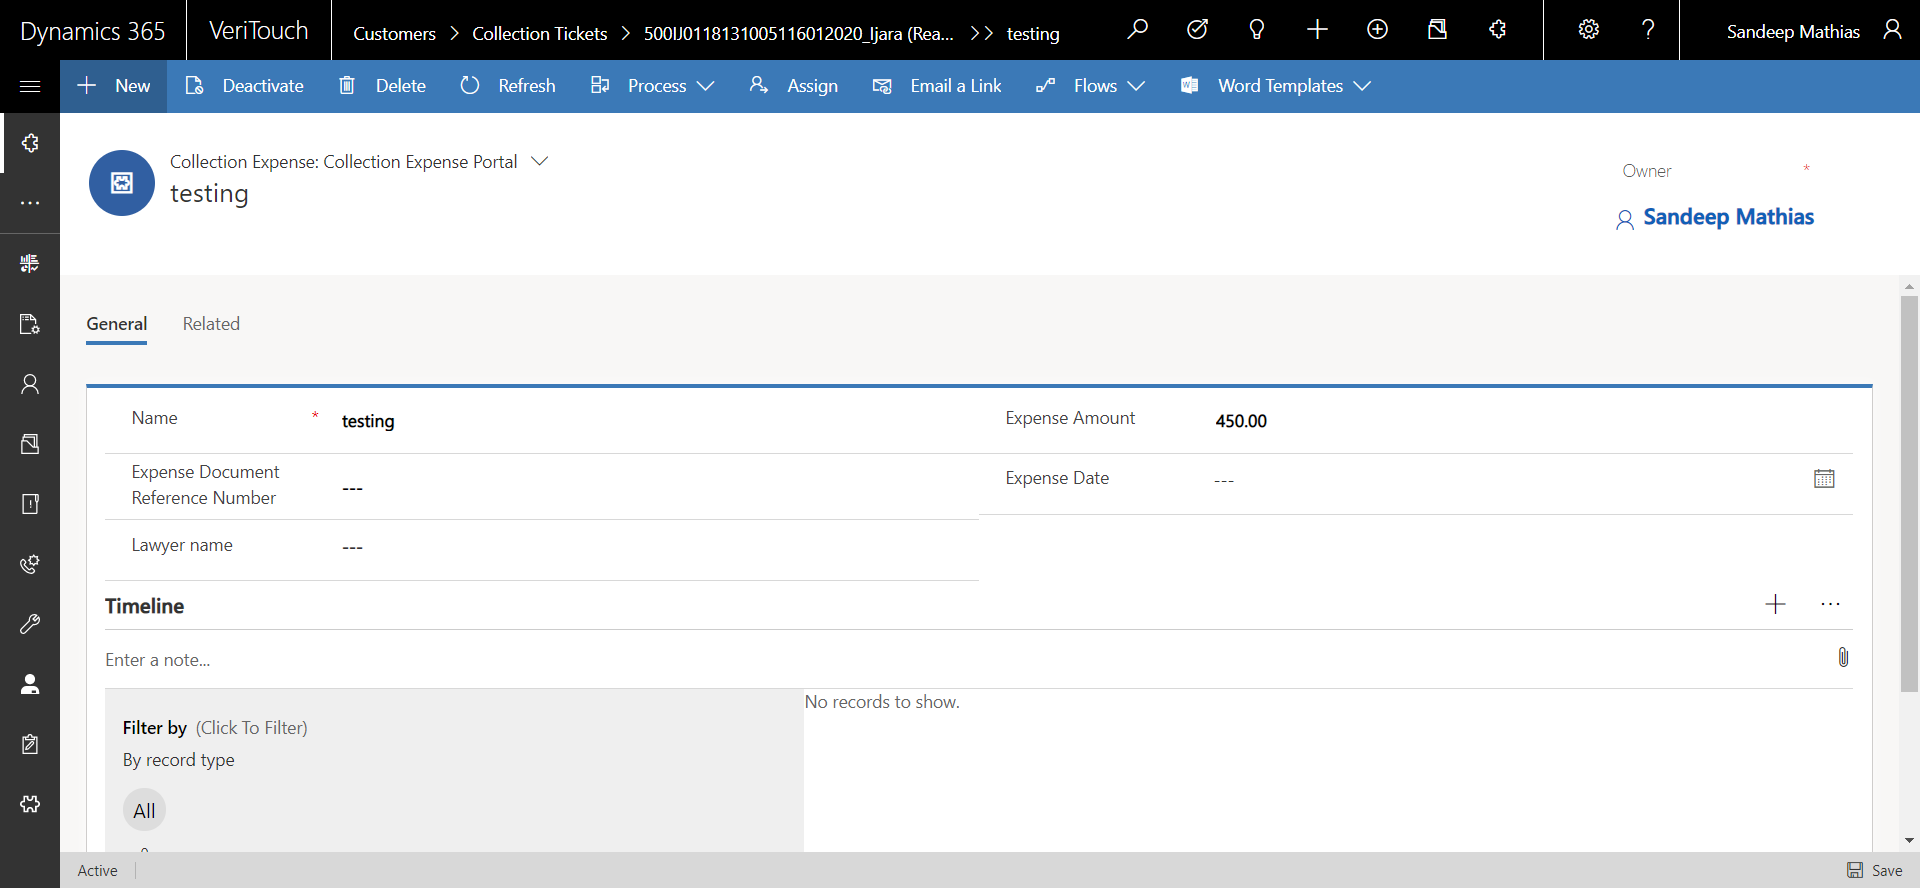 Dynamics 365 VeriTouch Customers > Collection Tickets > 500IJ0118131005116012020_Ijara (Rea... >> testing ? Sandeep Mathias
New Deactivate Delete Refresh Process Assign Email a Link Flows Word Templates
Collection Expense: Collection Expense Portal
testing
Owner *
Sandeep Mathias
General Related
Name * testing Expense Amount 450.00
Expense Document
Reference Number --- Expense Date ---
Lawyer name ---
Timeline
Enter a note...
No records to show.
Filter by (Click To Filter)
By record type
All
Active Save